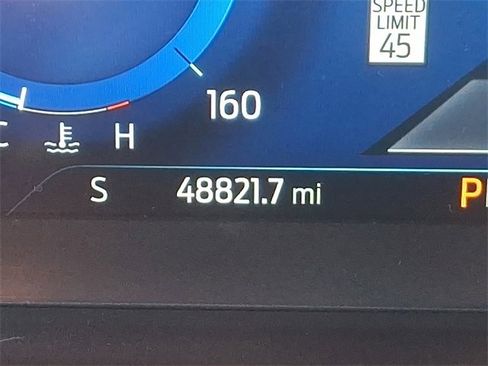 SPEED
LIMIT
45
160
C H
S 48821.7 mi